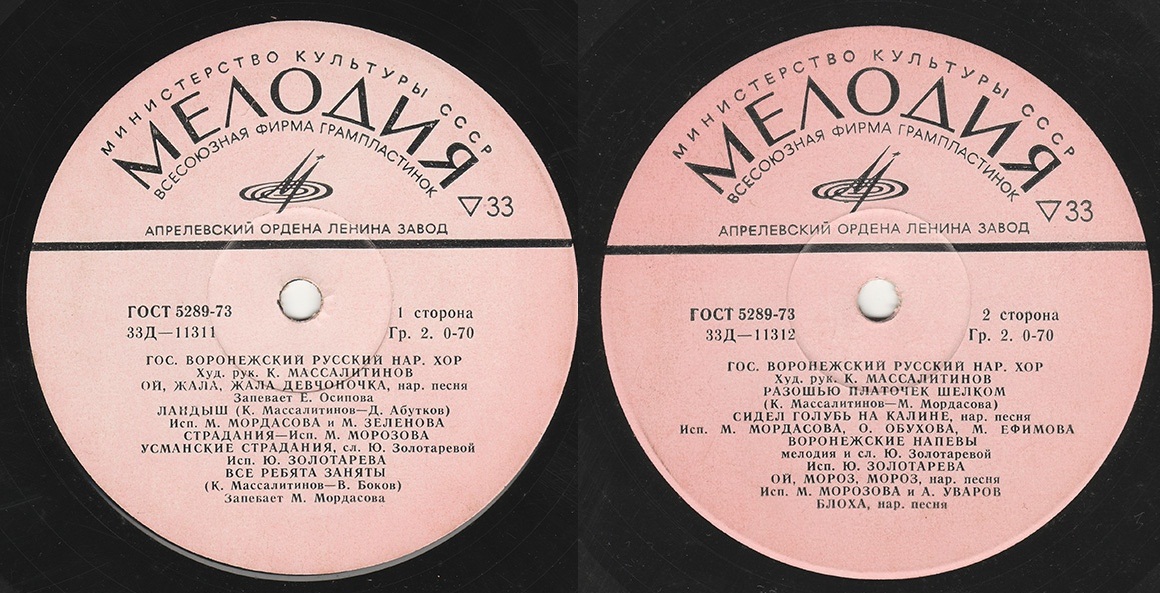 МИНИСТЕРСТВО КУЛЬТУРЫ СССР
МЕЛОДИЯ
ВСЕСОЮЗНАЯ ФИРМА ГРАМПЛАСТИНОК
▽33
АПРЕЛЕВСКИЙ ОРДЕНА ЛЕНИНА ЗАВОД
ГОСТ 5289-73
1 сторона
33Д—11311
Гр. 2. 0-70
ГОС. ВОРОНЕЖСКИЙ РУССКИЙ НАР. ХОР
Худ. рук. К. МАССАЛИТИНОВ
ОЙ, ЖАЛА, ЖАЛА ДЕВЧОНОЧКА, нар. песня
Запевает Е. Осипова
ЛАНДЫШ (К. Массалитинов—Д. Абутков)
Исп. М. МОРДАСОВА и М. ЗЕЛЕНОВА
СТРАДАНИЯ—Исп. М. МОРОЗОВА
УСМАНСКИЕ СТРАДАНИЯ, сл. Ю. Золотаревой
Исп. Ю. ЗОЛОТАРЕВА
ВСЕ РЕБЯТА ЗАНЯТЫ
(К. Массалитинов—В. Боков)
Запебает М. Мордасова
МИНИСТЕРСТВО КУЛЬТУРЫ СССР
МЕЛОДИЯ
ВСЕСОЮЗНАЯ ФИРМА ГРАМПЛАСТИНОК
▽33
АПРЕЛЕВСКИЙ ОРДЕНА ЛЕНИНА ЗАВОД
ГОСТ 5289-73
2 сторона
33Д—11312
Гр. 2. 0-70
ГОС. ВОРОНЕЖСКИЙ РУССКИЙ НАР. ХОР
Худ. рук. К. МАССАЛИТИНОВ
РАЗОШЬЮ ПЛАТОЧЕК ШЕЛКОМ
(К. Массалитинов—М. Мордасова)
СИДЕЛ ГОЛУБЬ НА КАЛИНЕ, нар. песня
Исп. М. МОРДАСОВА, О. ОБУХОВА, М. ЕФИМОВА
ВОРОНЕЖСКИЕ НАПЕВЫ
мелодия и сл. Ю. Золотаревой
Исп. Ю. ЗОЛОТАРЕВА
ОЙ, МОРОЗ, МОРОЗ, нар. песня
Исп. М. МОРОЗОВА и А. УВАРОВ
БЛОХА, нар. песня